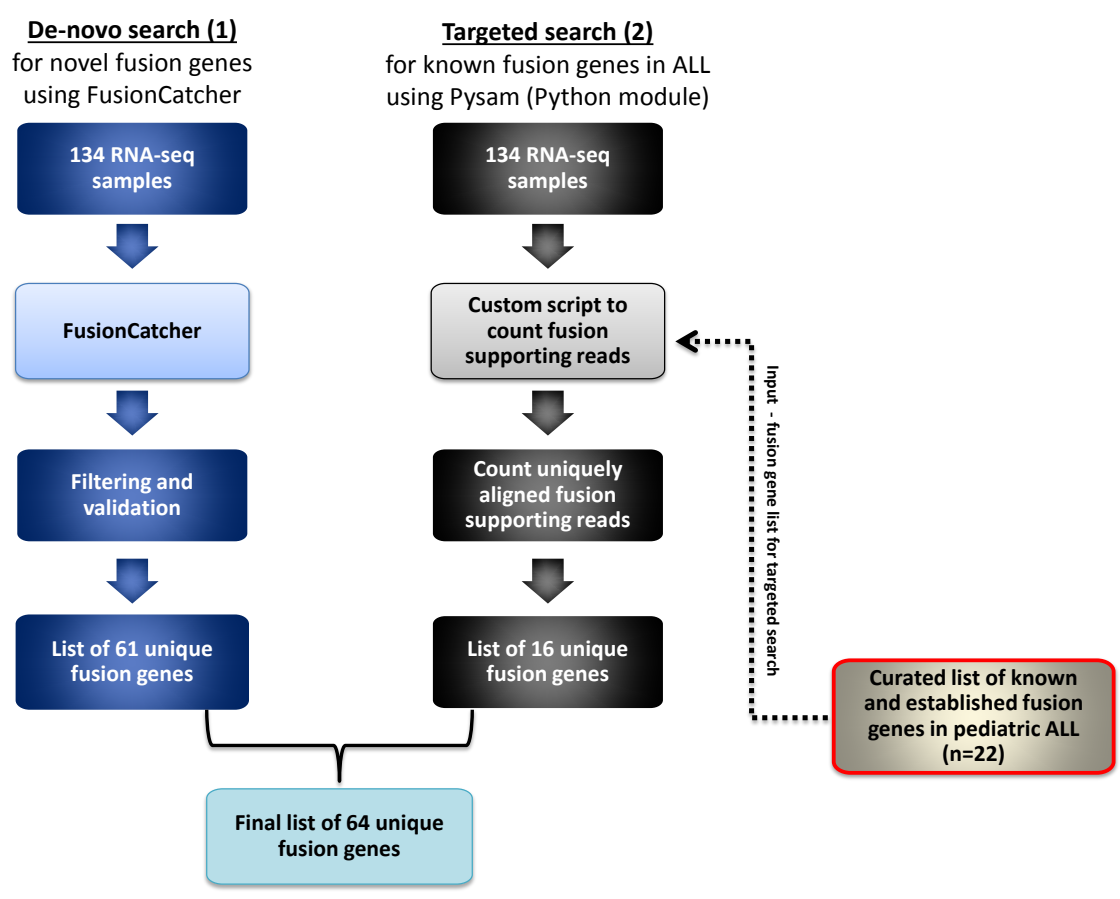 De-novo search (1)
for novel fusion genes
using FusionCatcher
134 RNA-seq
samples
FusionCatcher
Filtering and
validation
List of 61 unique
fusion genes
Targeted search (2)
for known fusion genes in ALL
using Pysam (Python module)
134 RNA-seq
samples
Custom script to
count fusion
supporting reads
Count uniquely
aligned fusion
supporting reads
List of 16 unique
fusion genes
Input - fusion gene list for targeted search
Curated list of known
and established fusion
genes in pediatric ALL
(n=22)
Final list of 64 unique
fusion genes